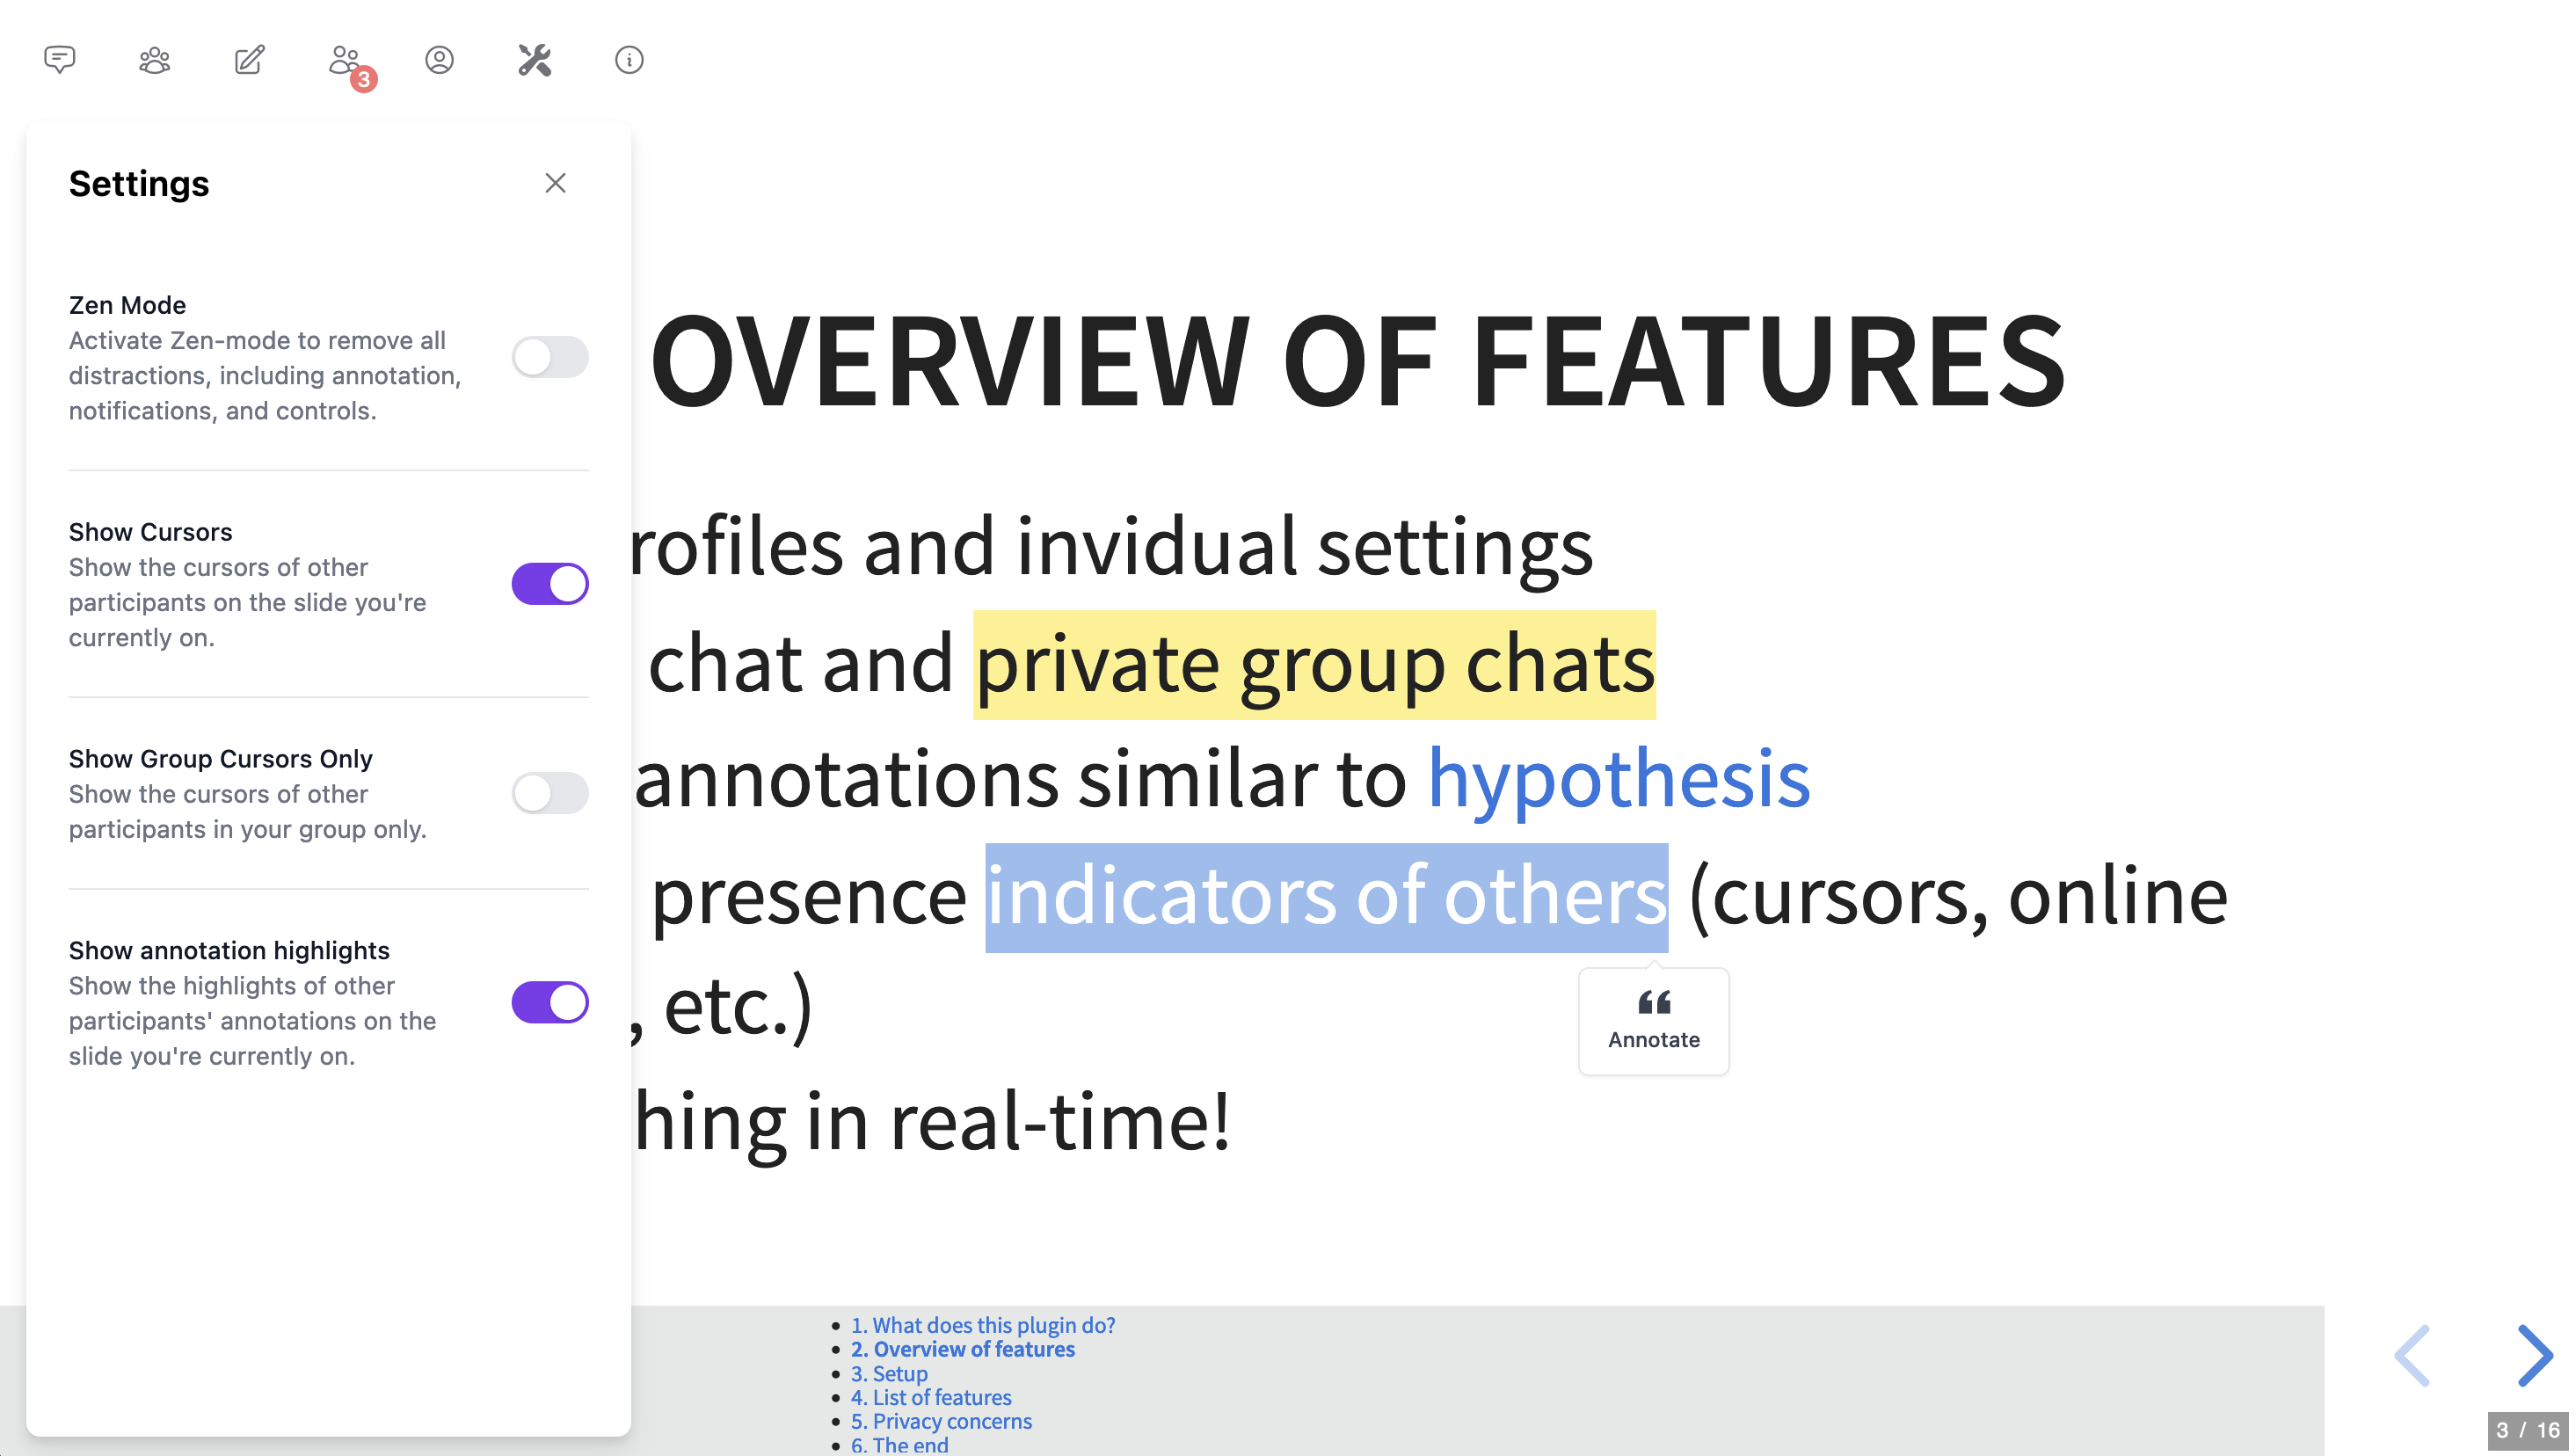 3
Settings
Zen Mode
Activate Zen-mode to remove all
distractions, including annotation,
notifications, and controls.
Show Cursors
Show the cursors of other
participants on the slide you're
currently on.
Show Group Cursors Only
Show the cursors of other
participants in your group only.
Show annotation highlights
Show the highlights of other
participants' annotations on the
slide you're currently on.
OVERVIEW OF FEATURES
rofiles and invidual settings
chat and private group chats
annotations similar to hypothesis
presence indicators of others (cursors, online
, etc.)
hing in real-time!
Annotate
1. What does this plugin do?
2. Overview of features
3. Setup
4. List of features
5. Privacy concerns
6. The end
3 / 16